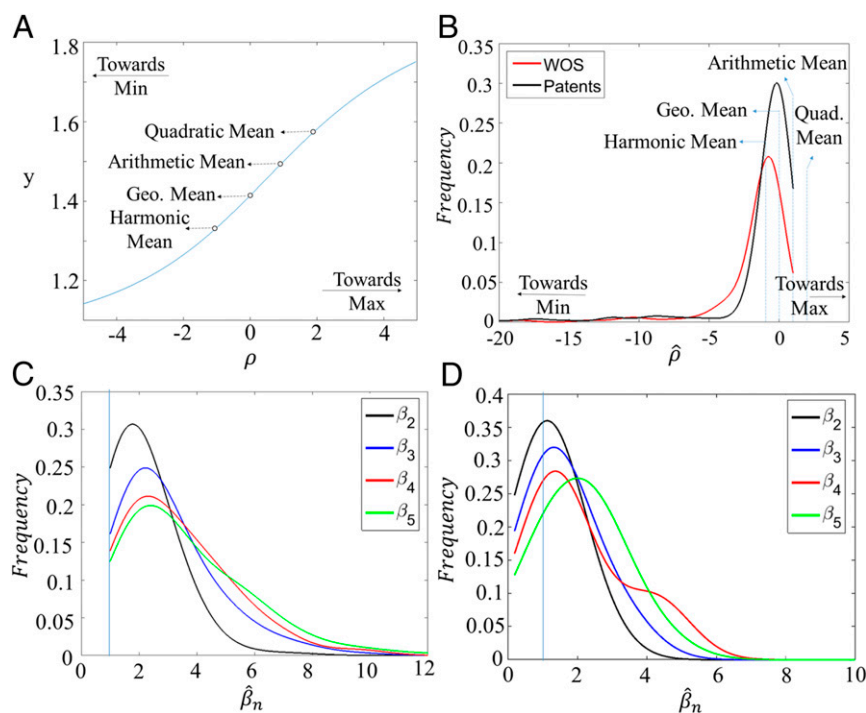 A
1.8
Towards
Min
1.6
Quadratic Mean
Arithmetic Mean
y
Geo. Mean
1.4
Harmonic
Mean
1.2
Towards
Max
-4 -2 0 2 4
ρ
B
0.4
WOS
Patents
Arithmetic Mean
0.35
0.3
Geo. Mean
Quad.
Mean
0.25
Harmonic Mean
Frequency
0.2
0.15
0.1
0.05
Towards
Min
Towards
Max
0
-20 -15 -10 -5 0 5
ρ̂
C
0.35
β2
β3
β4
β5
0.3
0.25
0.2
Frequency
0.15
0.1
0.05
0
0 2 4 6 8 10 12
β̂n
D
0.4
β2
β3
β4
β5
0.35
0.3
0.25
Frequency
0.2
0.15
0.1
0.05
0
0 2 4 6 8 10
β̂n